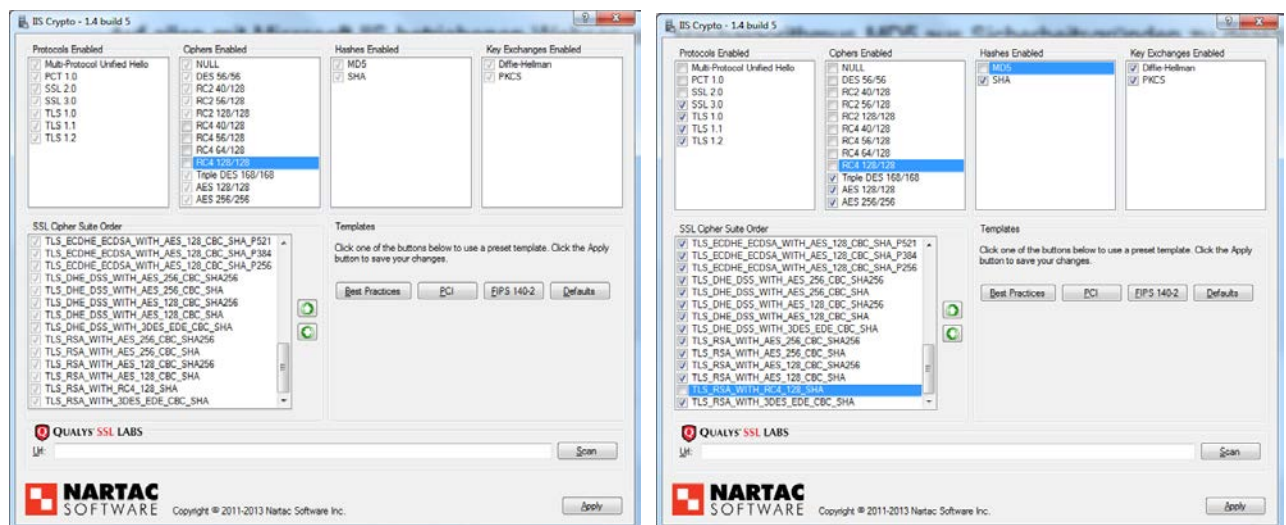 IIS Crypto - 1.4 build 5
Protocols Enabled
Multi-Protocol Unified Hello
PCT 1.0
SSL 2.0
SSL 3.0
TLS 1.0
TLS 1.1
TLS 1.2
Ciphers Enabled
NULL
DES 56/56
RC2 40/128
RC2 56/128
RC2 128/128
RC4 40/128
RC4 56/128
RC4 64/128
RC4 128/128
Triple DES 168/168
AES 128/128
AES 256/256
Hashes Enabled
MD5
SHA
Key Exchanges Enabled
Diffie-Hellman
PKCS
SSL Cipher Suite Order
TLS_ECDHE_ECDSA_WITH_AES_128_CBC_SHA_P521
TLS_ECDHE_ECDSA_WITH_AES_128_CBC_SHA_P384
TLS_ECDHE_ECDSA_WITH_AES_128_CBC_SHA_P256
TLS_DHE_DSS_WITH_AES_256_CBC_SHA256
TLS_DHE_DSS_WITH_AES_256_CBC_SHA
TLS_DHE_DSS_WITH_AES_128_CBC_SHA256
TLS_DHE_DSS_WITH_AES_128_CBC_SHA
TLS_DHE_DSS_WITH_3DES_EDE_CBC_SHA
TLS_RSA_WITH_AES_256_CBC_SHA256
TLS_RSA_WITH_AES_256_CBC_SHA
TLS_RSA_WITH_AES_128_CBC_SHA256
TLS_RSA_WITH_AES_128_CBC_SHA
TLS_RSA_WITH_RC4_128_SHA
TLS_RSA_WITH_3DES_EDE_CBC_SHA
Templates
Click one of the buttons below to use a preset template. Click the Apply
button to save your changes.
Best Practices
PCI
FIPS 140-2
Defaults
QUALYS' SSL LABS
Url:
Scan
NARTAC
SOFTWARE
Copyright © 2011-2013 Nartac Software Inc.
Apply
IIS Crypto - 1.4 build 5
Protocols Enabled
Multi-Protocol Unified Hello
PCT 1.0
SSL 2.0
SSL 3.0
TLS 1.0
TLS 1.1
TLS 1.2
Ciphers Enabled
NULL
DES 56/56
RC2 40/128
RC2 56/128
RC2 128/128
RC4 40/128
RC4 56/128
RC4 64/128
RC4 128/128
Triple DES 168/168
AES 128/128
AES 256/256
Hashes Enabled
MD5
SHA
Key Exchanges Enabled
Diffie-Hellman
PKCS
SSL Cipher Suite Order
TLS_ECDHE_ECDSA_WITH_AES_128_CBC_SHA_P521
TLS_ECDHE_ECDSA_WITH_AES_128_CBC_SHA_P384
TLS_ECDHE_ECDSA_WITH_AES_128_CBC_SHA_P256
TLS_DHE_DSS_WITH_AES_256_CBC_SHA256
TLS_DHE_DSS_WITH_AES_256_CBC_SHA
TLS_DHE_DSS_WITH_AES_128_CBC_SHA256
TLS_DHE_DSS_WITH_AES_128_CBC_SHA
TLS_DHE_DSS_WITH_3DES_EDE_CBC_SHA
TLS_RSA_WITH_AES_256_CBC_SHA256
TLS_RSA_WITH_AES_256_CBC_SHA
TLS_RSA_WITH_AES_128_CBC_SHA256
TLS_RSA_WITH_AES_128_CBC_SHA
TLS_RSA_WITH_RC4_128_SHA
TLS_RSA_WITH_3DES_EDE_CBC_SHA
Templates
Click one of the buttons below to use a preset template. Click the Apply
button to save your changes.
Best Practices
PCI
FIPS 140-2
Defaults
QUALYS' SSL LABS
Url:
Scan
NARTAC
SOFTWARE
Copyright © 2011-2013 Nartac Software Inc.
Apply